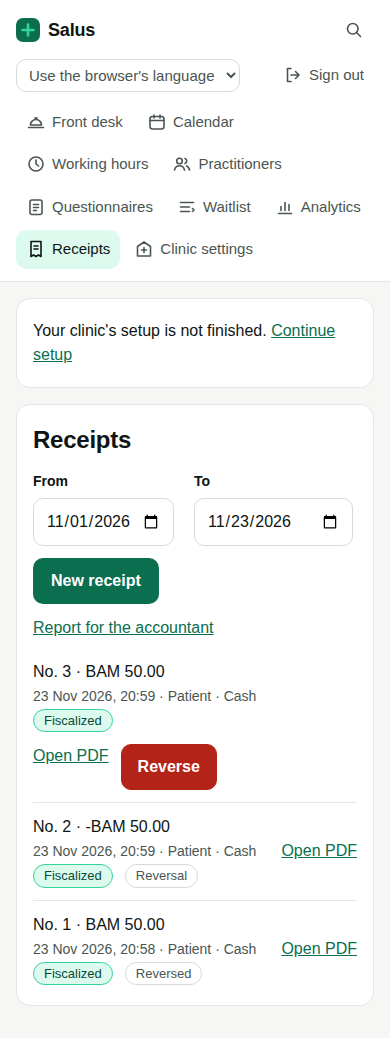 Salus
Use the browser's language
Sign out
Front desk
Calendar
Working hours
Practitioners
Questionnaires
Waitlist
Analytics
Receipts
Clinic settings
Your clinic's setup is not finished. Continue
setup
Receipts
From
To
11/01/2026
11/23/2026
New receipt
Report for the accountant
No. 3 · BAM 50.00
23 Nov 2026, 20:59 · Patient · Cash
Fiscalized
Open PDF
Reverse
No. 2 · -BAM 50.00
23 Nov 2026, 20:59 · Patient · Cash
Open PDF
Fiscalized
Reversal
No. 1 · BAM 50.00
23 Nov 2026, 20:58 · Patient · Cash
Open PDF
Fiscalized
Reversed